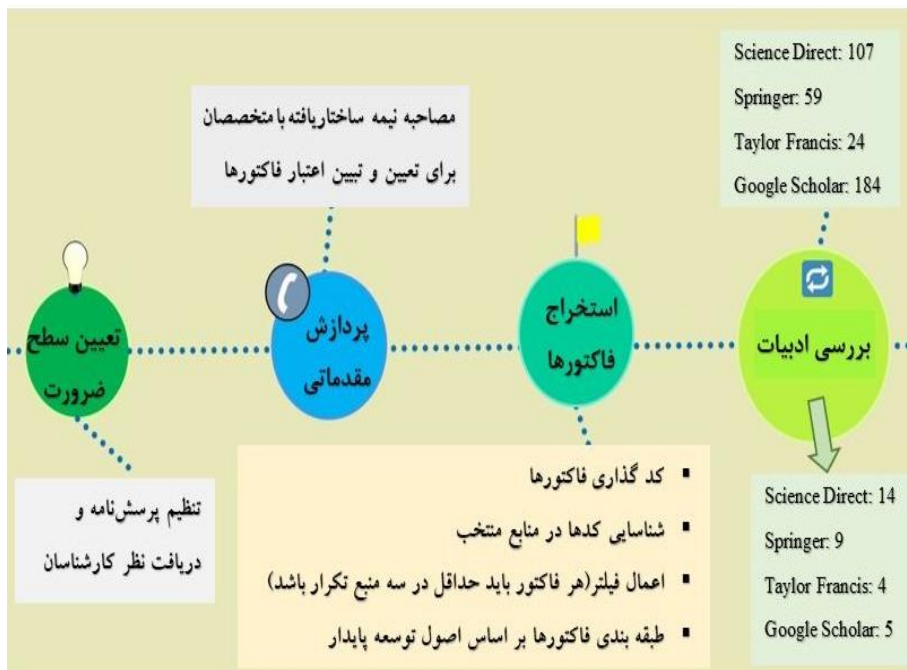 Science Direct: 107
Springer: 59
Taylor Francis: 24
Google Scholar: 184
بررسی ادبیات
Science Direct: 14
Springer: 9
Taylor Francis: 4
Google Scholar: 5
استخراج
فاکتورها
▪ کد گذاری فاکتورها
▪ شناسایی کدها در منابع منتخب
▪ اعمال فیلتر(هر فاکتور باید حداقل در سه منبع تکرار باشد)
▪ طبقه بندی فاکتورها بر اساس اصول توسعه پایدار
مصاحبه نیمه ساختاریافته با متخصصان
برای تعیین و تبیین اعتبار فاکتورها
پردازش
مقدماتی
تعیین سطح
ضرورت
تنظیم پرسش‌نامه و
دریافت نظر کارشناسان